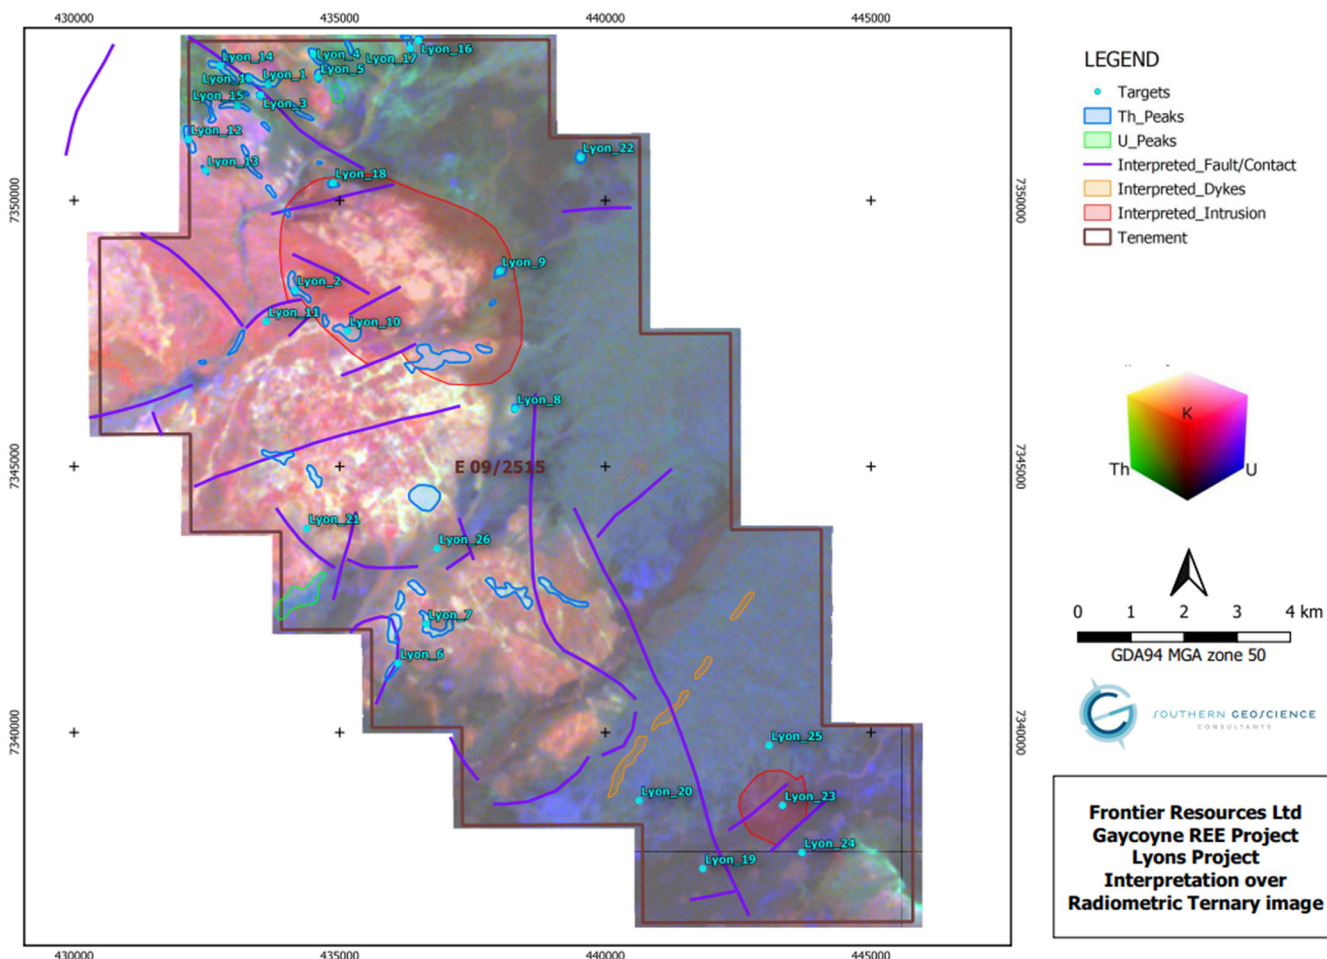 430000
435000
440000
445000
7350000
7345000
7340000
7350000
7345000
7340000
Lyon_14
Lyon_4
Lyon_17
Lyon_16
Lyon_1
Lyon_1
Lyon_5
Lyon_15
Lyon_3
Lyon_12
Lyon_13
Lyon_18
Lyon_22
Lyon_9
Lyon_2
Lyon_11
Lyon_10
Lyon_8
E 09/2515
Lyon_21
Lyon_26
Lyon_7
Lyon_6
Lyon_25
Lyon_20
Lyon_23
Lyon_24
Lyon_19
430000
435000
440000
445000
LEGEND
Targets
Th_Peaks
U_Peaks
Interpreted_Fault/Contact
Interpreted_Dykes
Interpreted_Intrusion
Tenement
K
Th
U
0 1 2 3 4 km
GDA94 MGA zone 50
SOUTHERN GEOSCIENCE
CONSULTANTS
Frontier Resources Ltd
Gaycoyne REE Project
Lyons Project
Interpretation over
Radiometric Ternary image